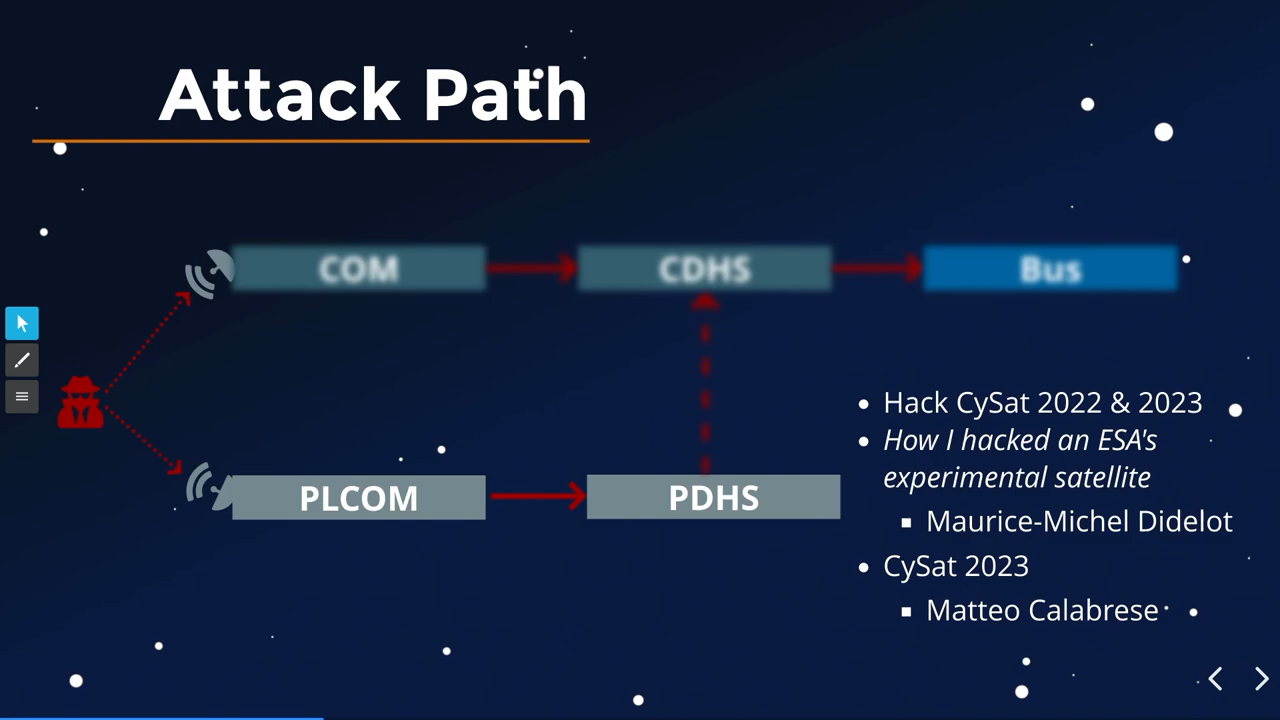 Attack Path
COM
CDHS
Bus
PLCOM
PDHS
Hack CySat 2022 & 2023
How I hacked an ESA's
experimental satellite
Maurice-Michel Didelot
CySat 2023
Matteo Calabrese